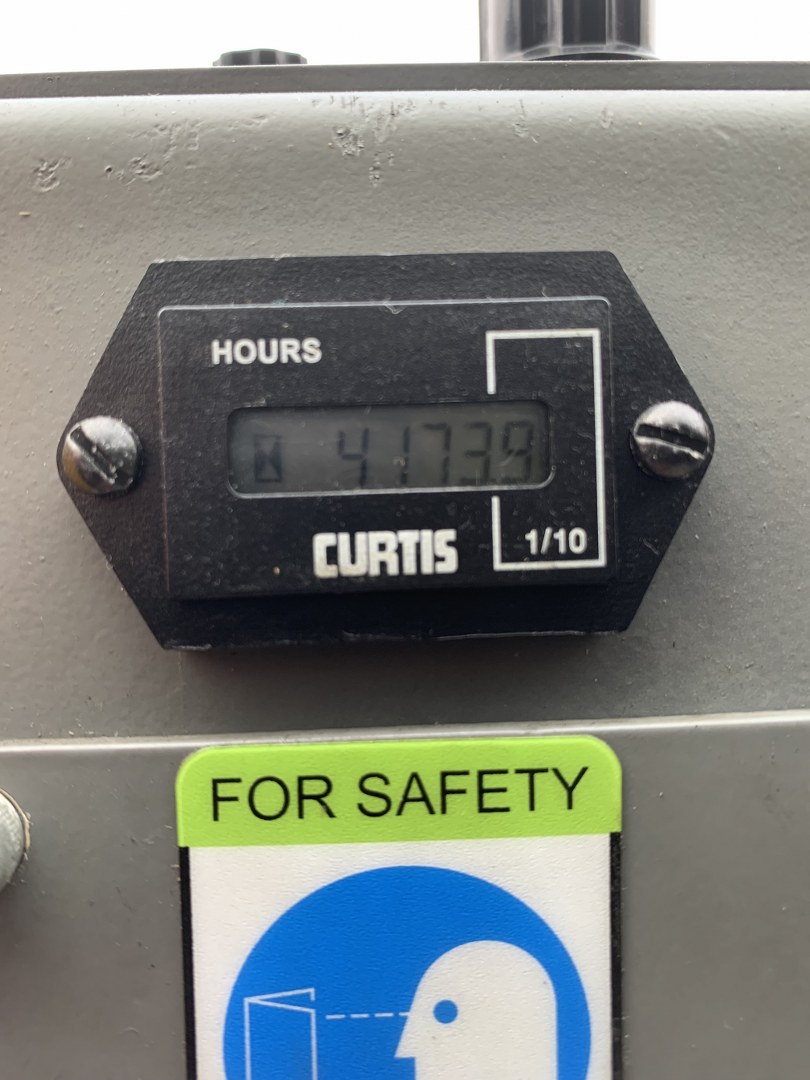 HOURS
41739
CURTIS
1/10
FOR SAFETY